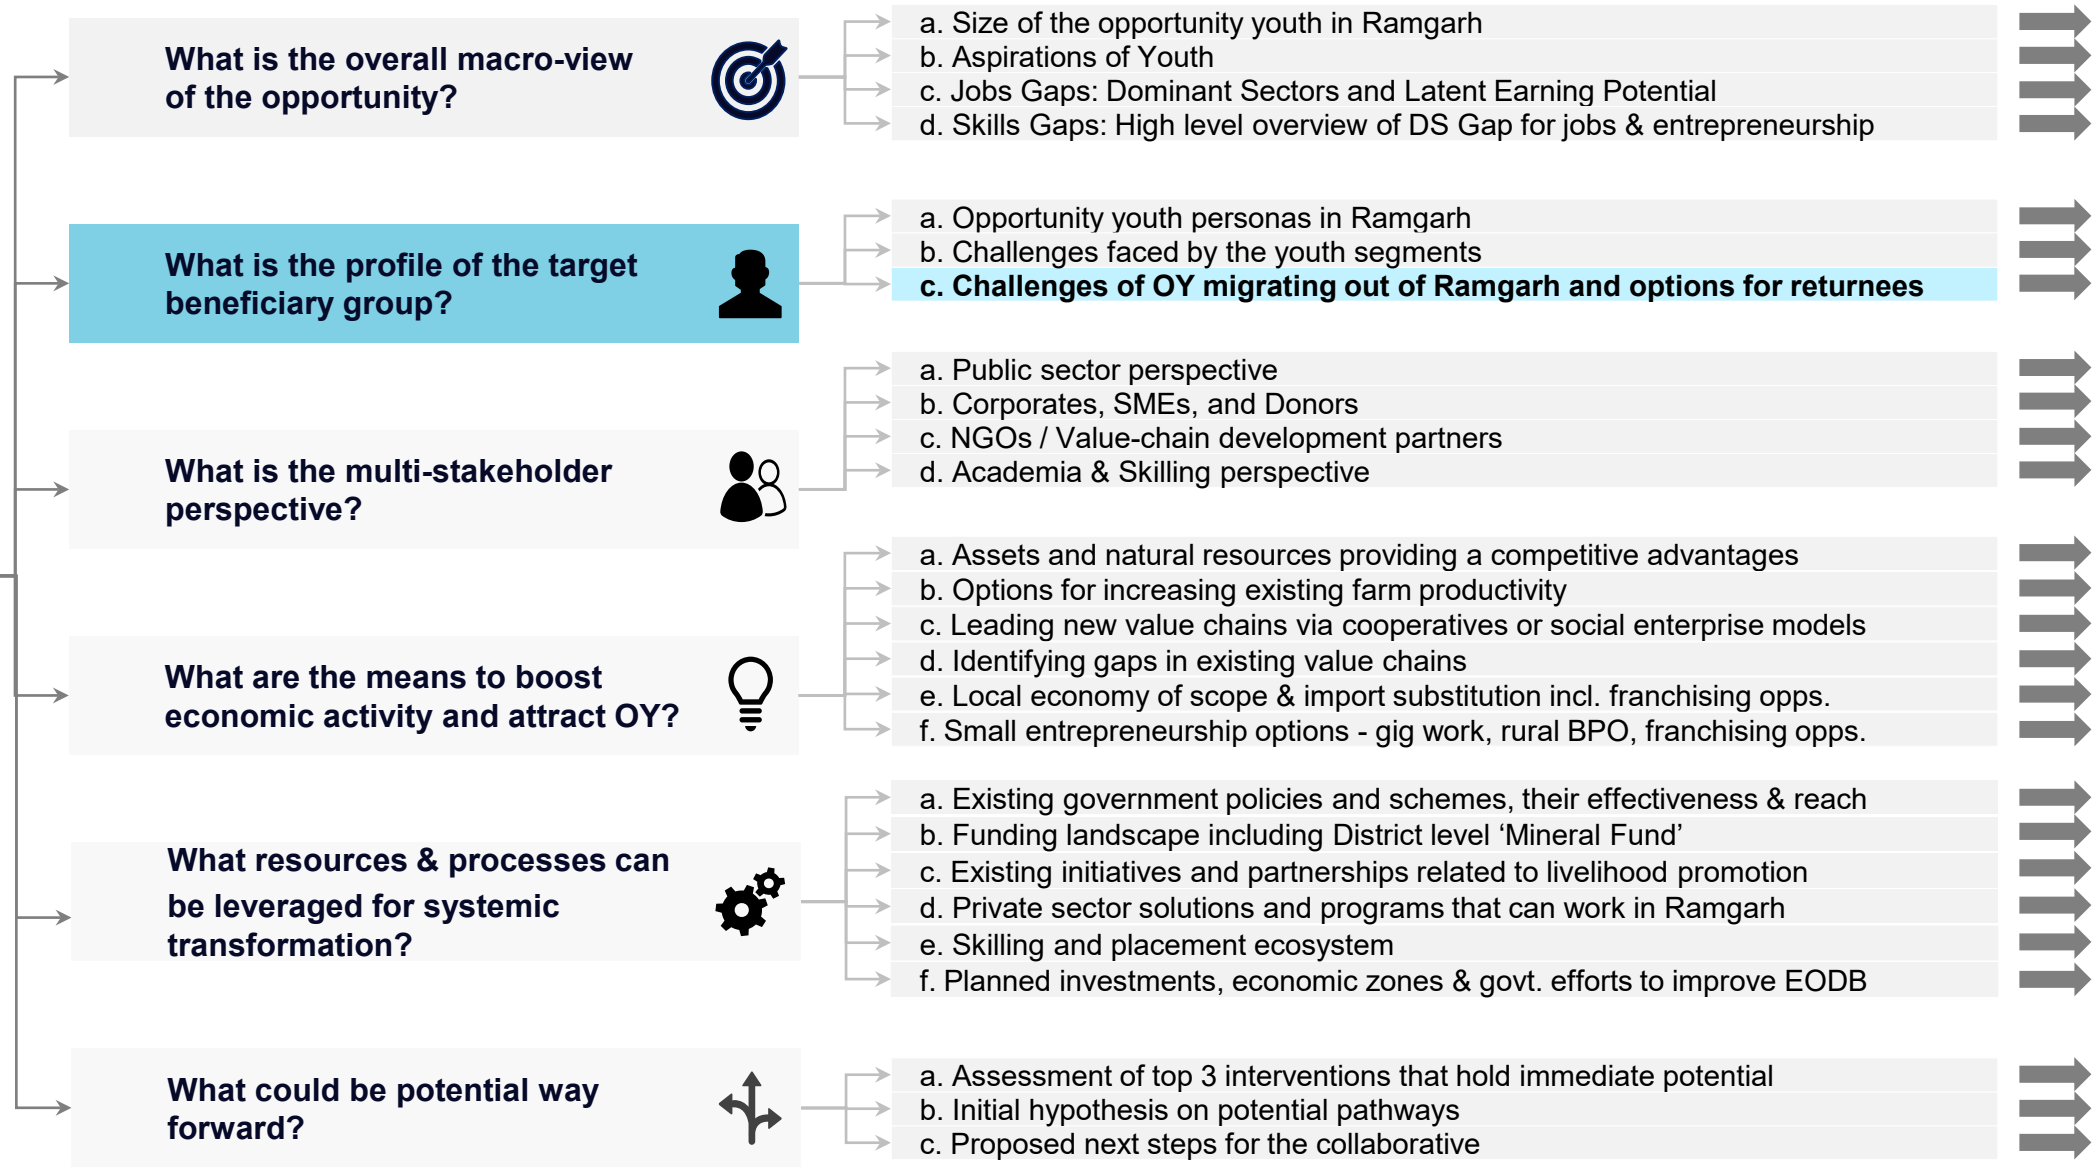 What is the overall macro-view
of the opportunity?
a. Size of the opportunity youth in Ramgarh
b. Aspirations of Youth
c. Jobs Gaps: Dominant Sectors and Latent Earning Potential
d. Skills Gaps: High level overview of DS Gap for jobs & entrepreneurship
What is the profile of the target
beneficiary group?
a. Opportunity youth personas in Ramgarh
b. Challenges faced by the youth segments
c. Challenges of OY migrating out of Ramgarh and options for returnees
What is the multi-stakeholder
perspective?
a. Public sector perspective
b. Corporates, SMEs, and Donors
c. NGOs / Value-chain development partners
d. Academia & Skilling perspective
What are the means to boost
economic activity and attract OY?
a. Assets and natural resources providing a competitive advantages
b. Options for increasing existing farm productivity
c. Leading new value chains via cooperatives or social enterprise models
d. Identifying gaps in existing value chains
e. Local economy of scope & import substitution incl. franchising opps.
f. Small entrepreneurship options - gig work, rural BPO, franchising opps.
What resources & processes can
be leveraged for systemic
transformation?
a. Existing government policies and schemes, their effectiveness & reach
b. Funding landscape including District level ‘Mineral Fund’
c. Existing initiatives and partnerships related to livelihood promotion
d. Private sector solutions and programs that can work in Ramgarh
e. Skilling and placement ecosystem
f. Planned investments, economic zones & govt. efforts to improve EODB
What could be potential way
forward?
a. Assessment of top 3 interventions that hold immediate potential
b. Initial hypothesis on potential pathways
c. Proposed next steps for the collaborative